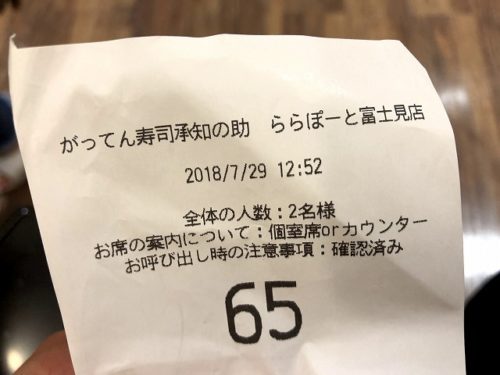 がってん寿司承知の助 ららぽーと富士見店
2018/7/29 12:52
全体の人数:2名様
お席の案内について:個室席orカウンター
お呼び出し時の注意事項:確認済み
65